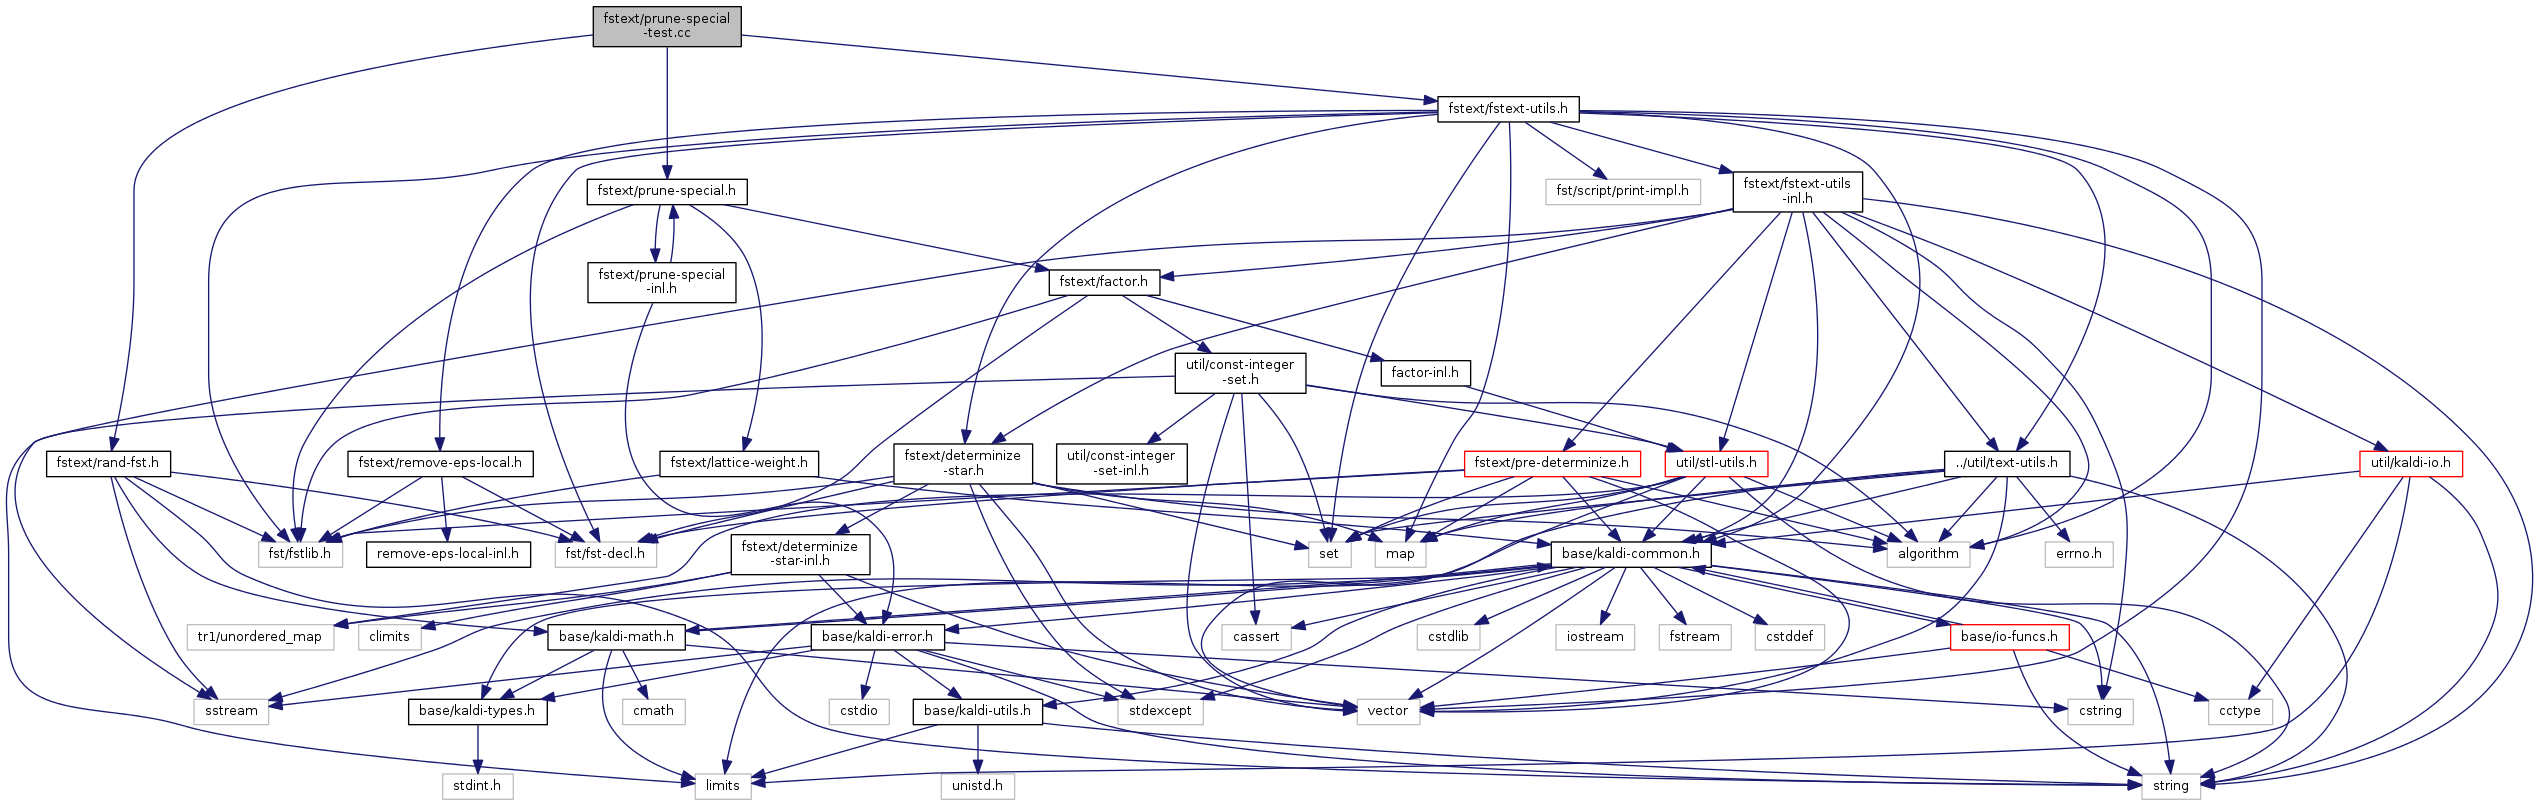 fstext/prune-special
-test.cc
fstext/fstext-utils.h
fstext/prune-special.h
fst/script/print-impl.h
fstext/fstext-utils
-inl.h
fstext/prune-special
-inl.h
fstext/factor.h
util/const-integer
-set.h
factor-inl.h
fstext/rand-fst.h
fstext/remove-eps-local.h
fstext/lattice-weight.h
fstext/determinize
-star.h
util/const-integer
-set-inl.h
fstext/pre-determinize.h
util/stl-utils.h
../util/text-utils.h
util/kaldi-io.h
fst/fstlib.h
remove-eps-local-inl.h
fst/fst-decl.h
fstext/determinize
-star-inl.h
set
map
base/kaldi-common.h
algorithm
errno.h
tr1/unordered_map
climits
base/kaldi-math.h
base/kaldi-error.h
cassert
cstdlib
iostream
fstream
cstddef
base/io-funcs.h
sstream
base/kaldi-types.h
cmath
cstdio
base/kaldi-utils.h
stdexcept
vector
cstring
cctype
stdint.h
limits
unistd.h
string